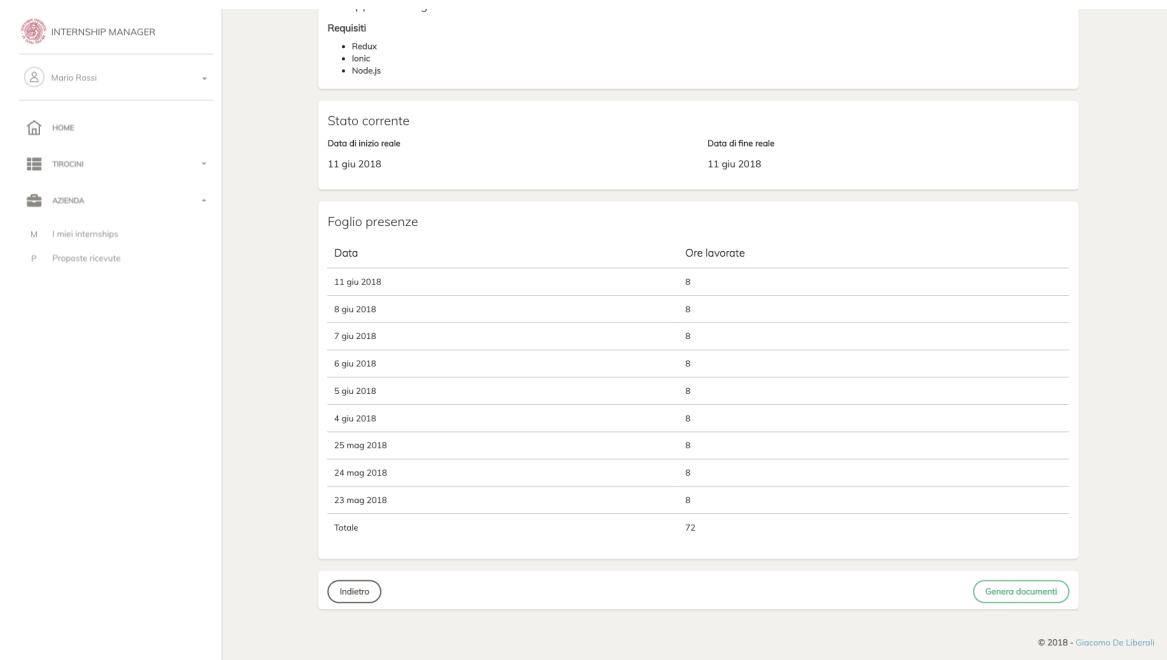 INTERNSHIP MANAGER
Mario Rossi
HOME
TIROCINI
AZIENDA
M I miei internships
P Proposte ricevute
Requisiti
Redux
Ionic
Node.js
Stato corrente
Data di inizio reale Data di fine reale
11 giu 2018 11 giu 2018
Foglio presenze
Data Ore lavorate
11 giu 2018 8
8 giu 2018 8
7 giu 2018 8
6 giu 2018 8
5 giu 2018 8
4 giu 2018 8
25 mag 2018 8
24 mag 2018 8
23 mag 2018 8
Totale 72
Indietro Genera documenti
© 2018 - Giacomo De Liberali